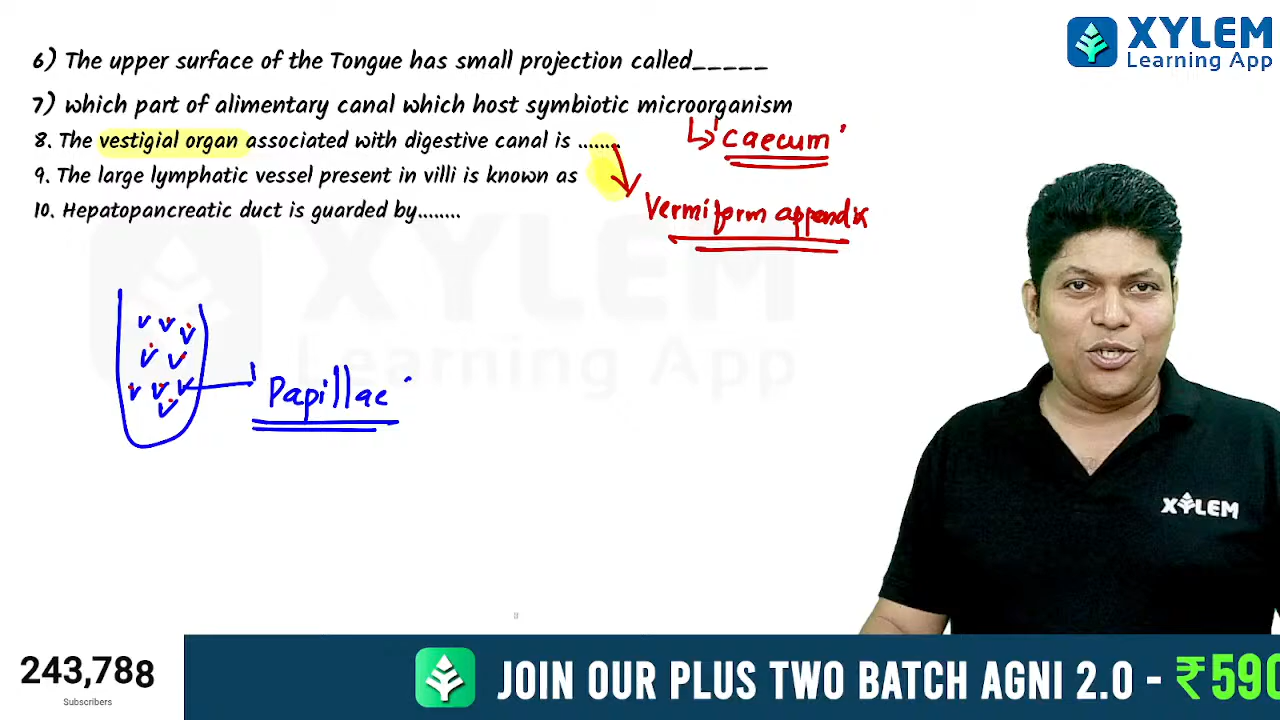 XYLEM
Learning App
6) The upper surface of the Tongue has small projection called_____
7) which part of alimentary canal which host symbiotic microorganism
caecum
8. The vestigial organ associated with digestive canal is ........
9. The large lymphatic vessel present in villi is known as
Vermiform appendix
10. Hepatopancreatic duct is guarded by........
XYLEM
Learning App
Papillae
XYLEM
243,788
Subscribers
JOIN OUR PLUS TWO BATCH AGNI 2.0 - ₹590